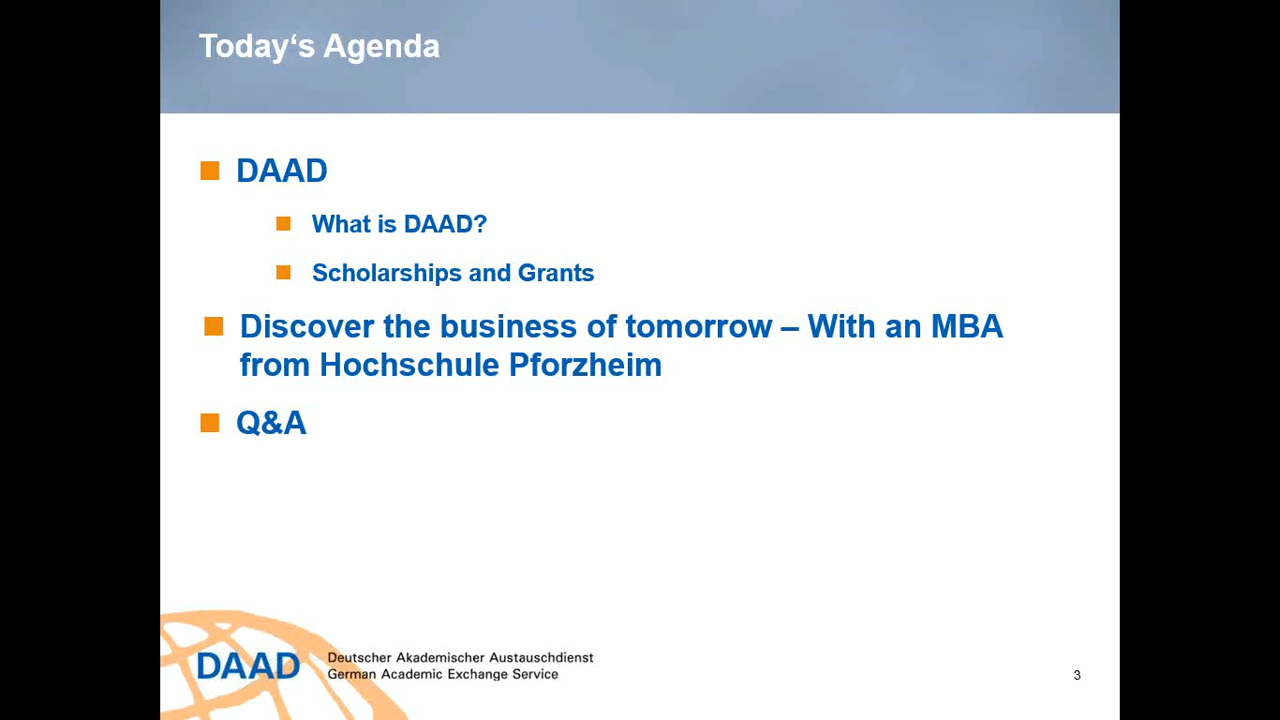 Today‘s Agenda
DAAD
What is DAAD?
Scholarships and Grants
Discover the business of tomorrow – With an MBA
from Hochschule Pforzheim
Q&A
DAAD
Deutscher Akademischer Austauschdienst
German Academic Exchange Service
3